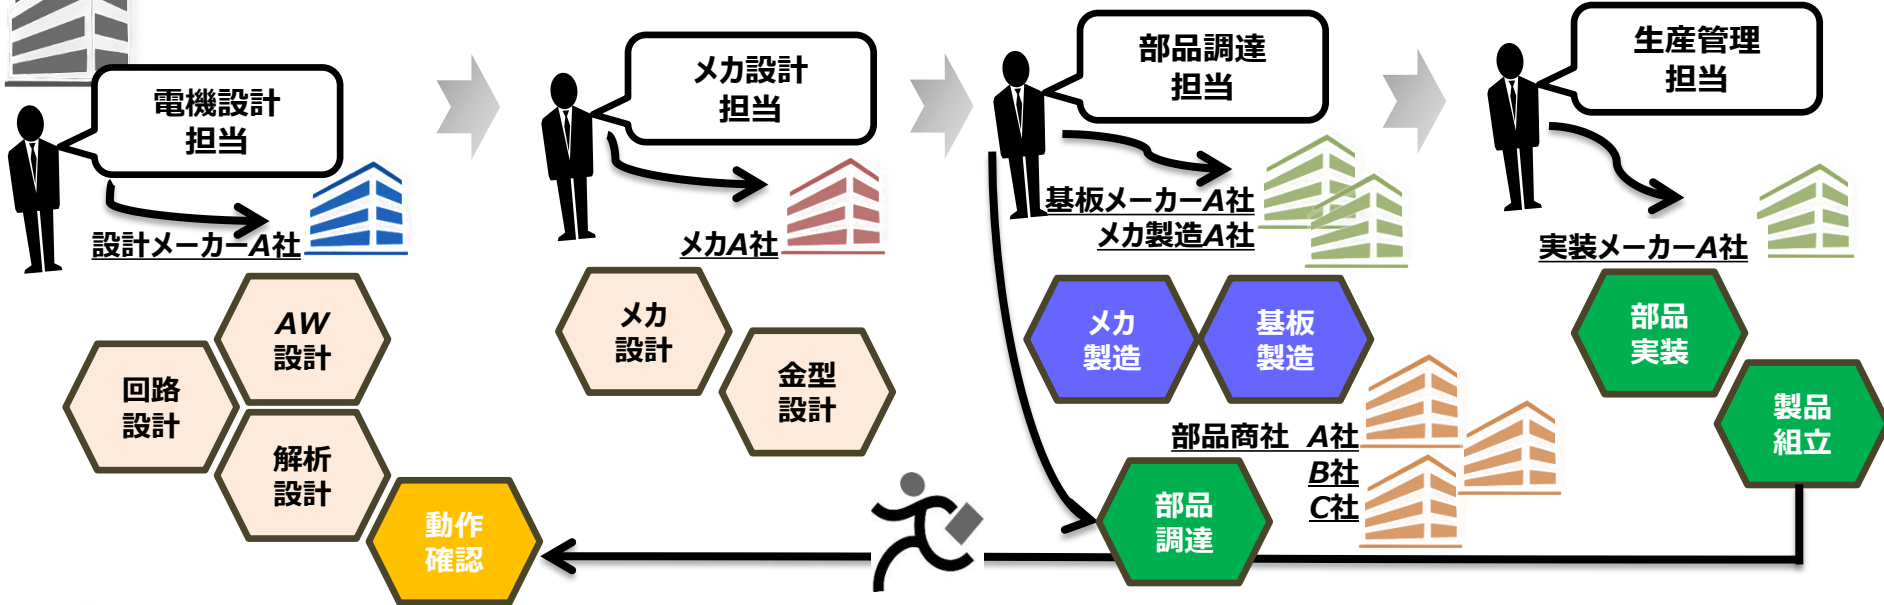 電機設計
担当
設計メーカーA社
AW
設計
回路
設計
解析
設計
動作
確認
メカ設計
担当
メカA社
メカ
設計
金型
設計
部品調達
担当
基板メーカーA社
メカ製造A社
メカ
製造
基板
製造
部品商社 A社
B社
C社
部品
調達
生産管理
担当
実装メーカーA社
部品
実装
製品
組立